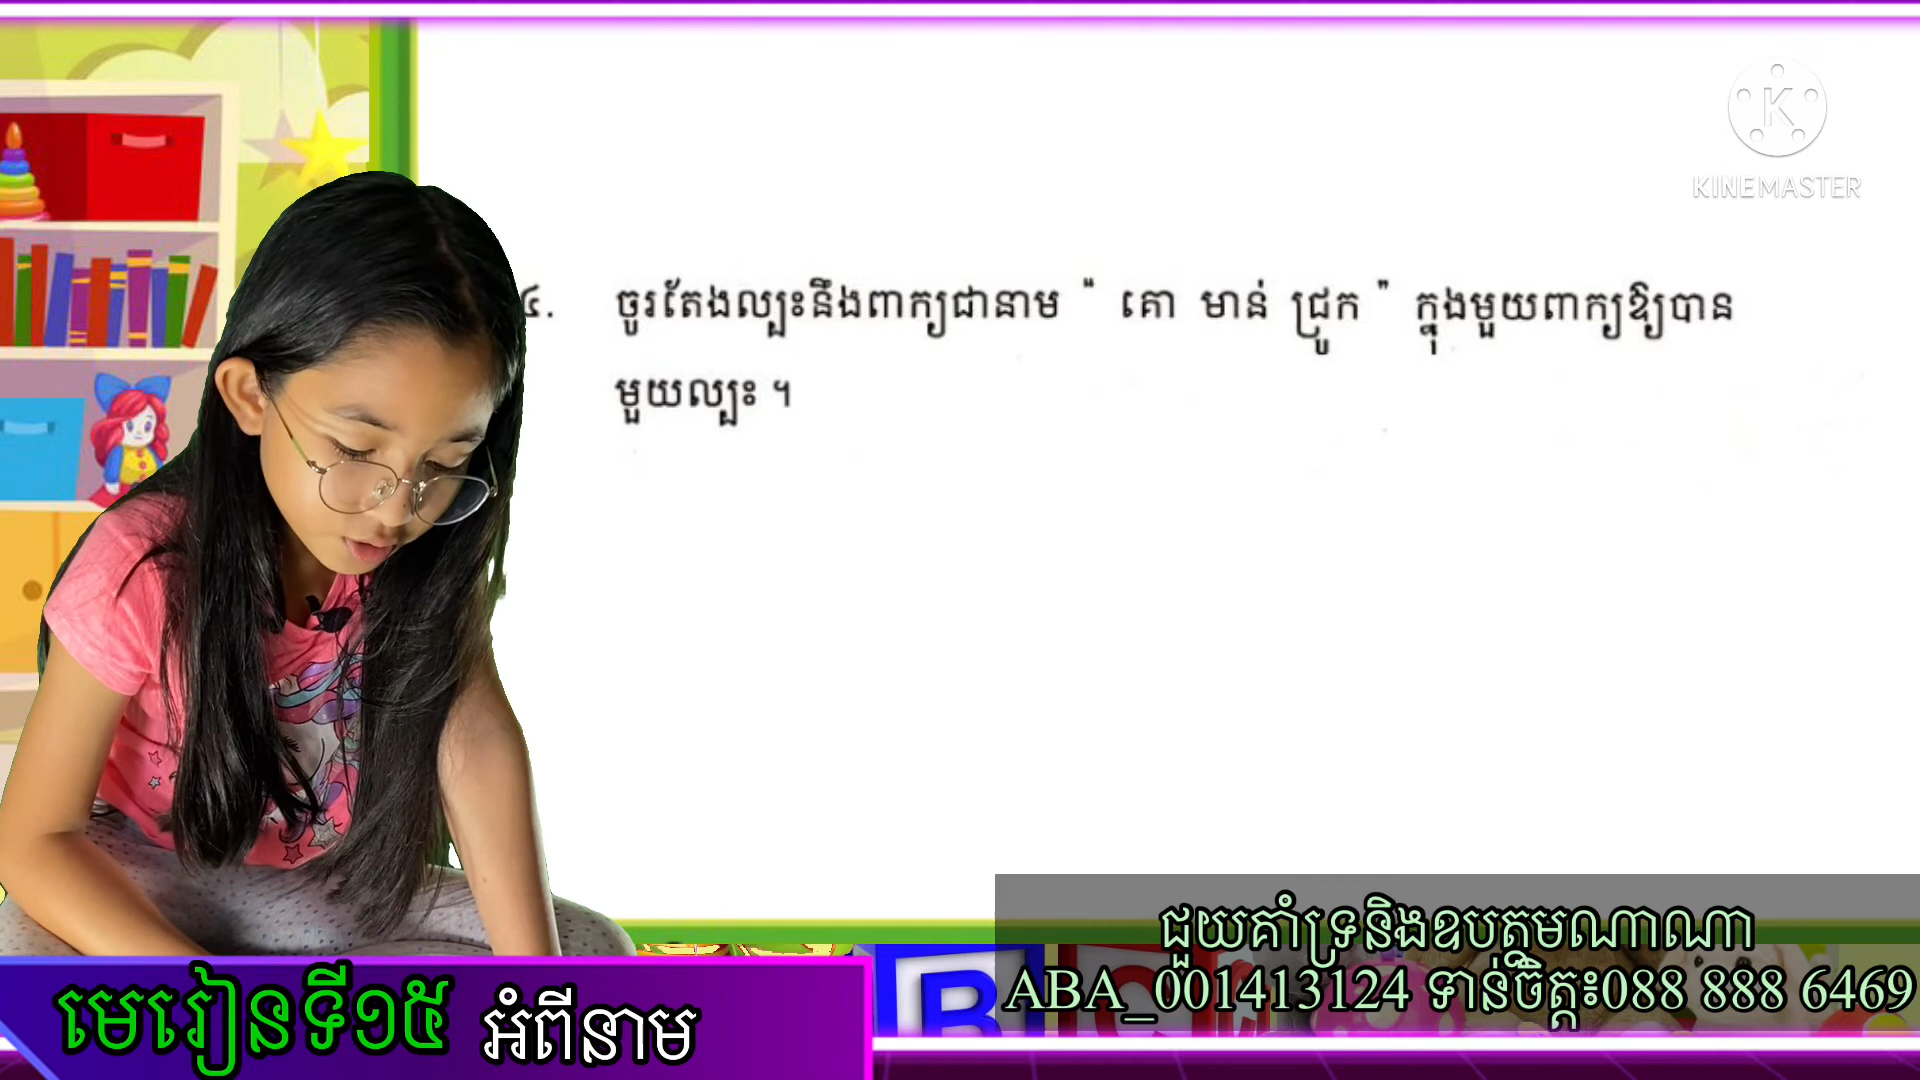 KINEMASTER
៤. ចូរតែងល្បះនឹងពាក្យជានាម " គោ មាន់ ជ្រូក " ក្នុងមួយពាក្យឱ្យបាន
មួយល្បះ ។
ជួយគាំទ្រនិងឧបត្ថមណាណា
ABA_001413124 ទាន់ចិត្ត៖088 888 6469
មេរៀនទី១៥ អំពីនាម